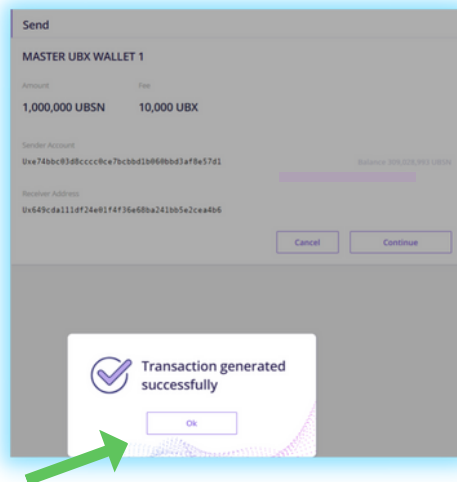 Send
MASTER UBX WALLET 1
Amount Fee
1,000,000 UBSN 10,000 UBX
Sender Account
Uxe74bbc03d8cccc0ce7bcbbd1b060bbd3af8e57d1
Receiver Address
Ux649cda111df24e01f4f36e68ba241bb5e2cea4b6
Cancel Continue
Transaction generated
successfully
Ok